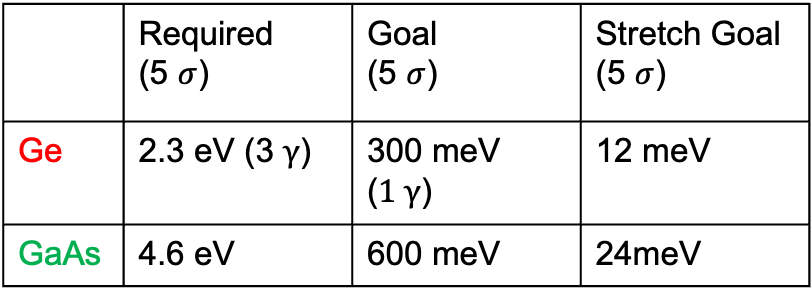 Required
(5 σ)
Goal
(5 σ)
Stretch Goal
(5 σ)
Ge
2.3 eV (3 γ)
300 meV
(1 γ)
12 meV
GaAs
4.6 eV
600 meV
24meV